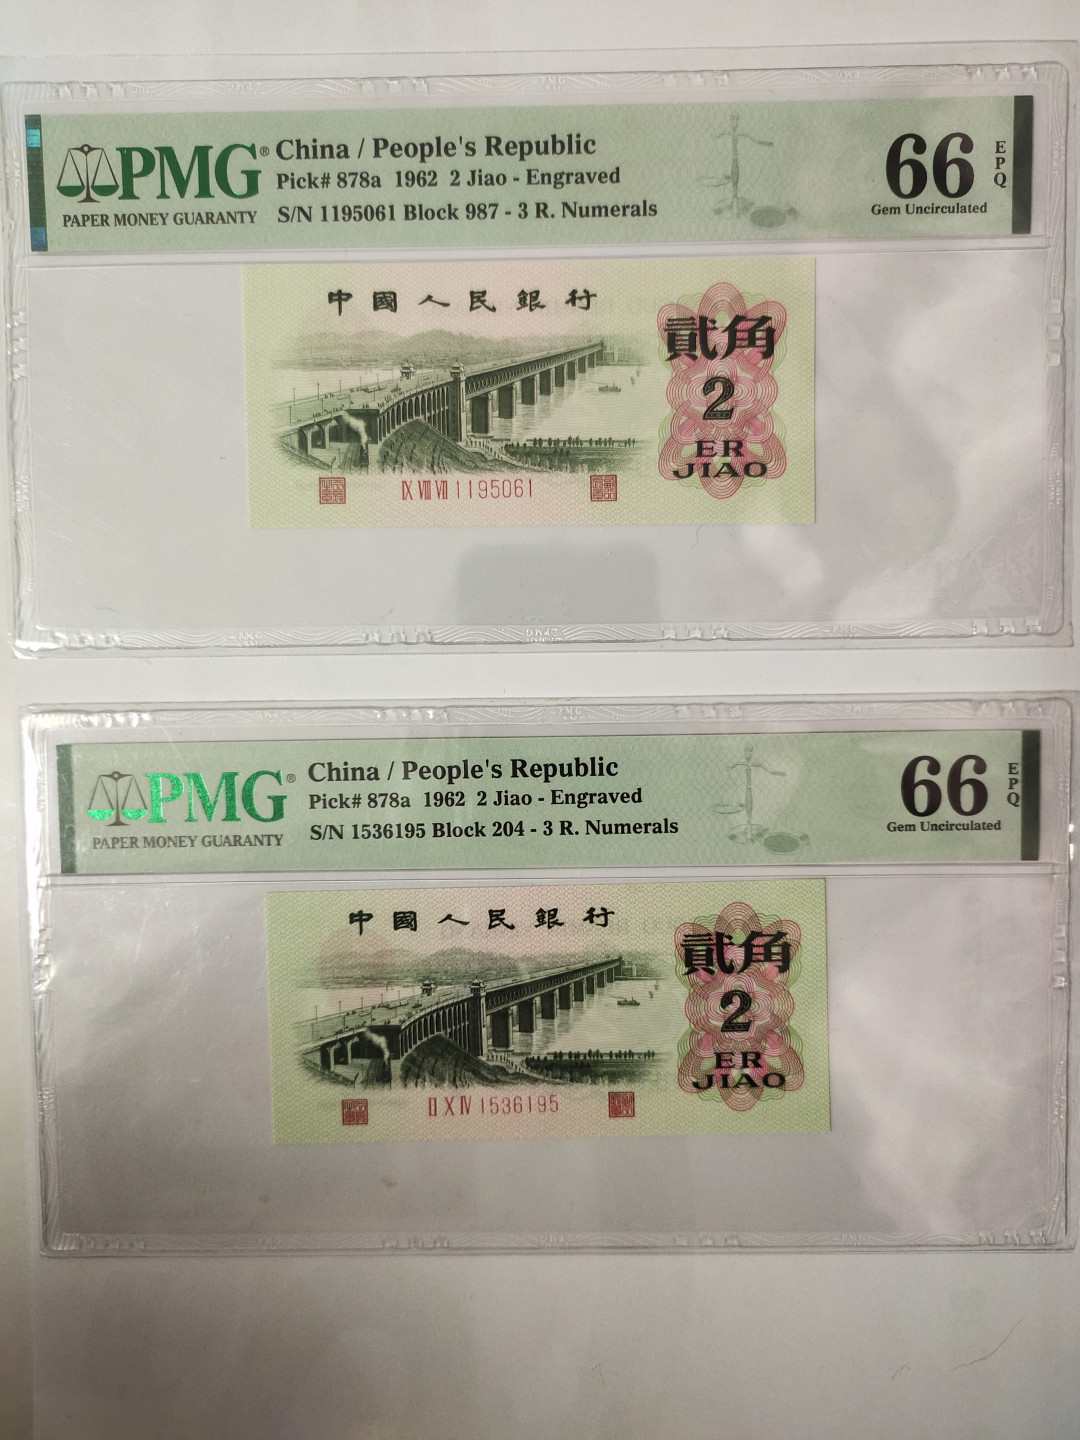 PMG® China / People's Republic
Pick# 878a 1962 2 Jiao - Engraved
PAPER MONEY GUARANTY S/N 1195061 Block 987 - 3 R. Numerals
66 EPQ
Gem Uncirculated
中國人民銀行
貳角
2
ER
JIAO
IX VIII VII 1195061
PMG® China / People's Republic
Pick# 878a 1962 2 Jiao - Engraved
PAPER MONEY GUARANTY S/N 1536195 Block 204 - 3 R. Numerals
66 EPQ
Gem Uncirculated
中國人民銀行
貳角
2
ER
JIAO
II X IV 1536195